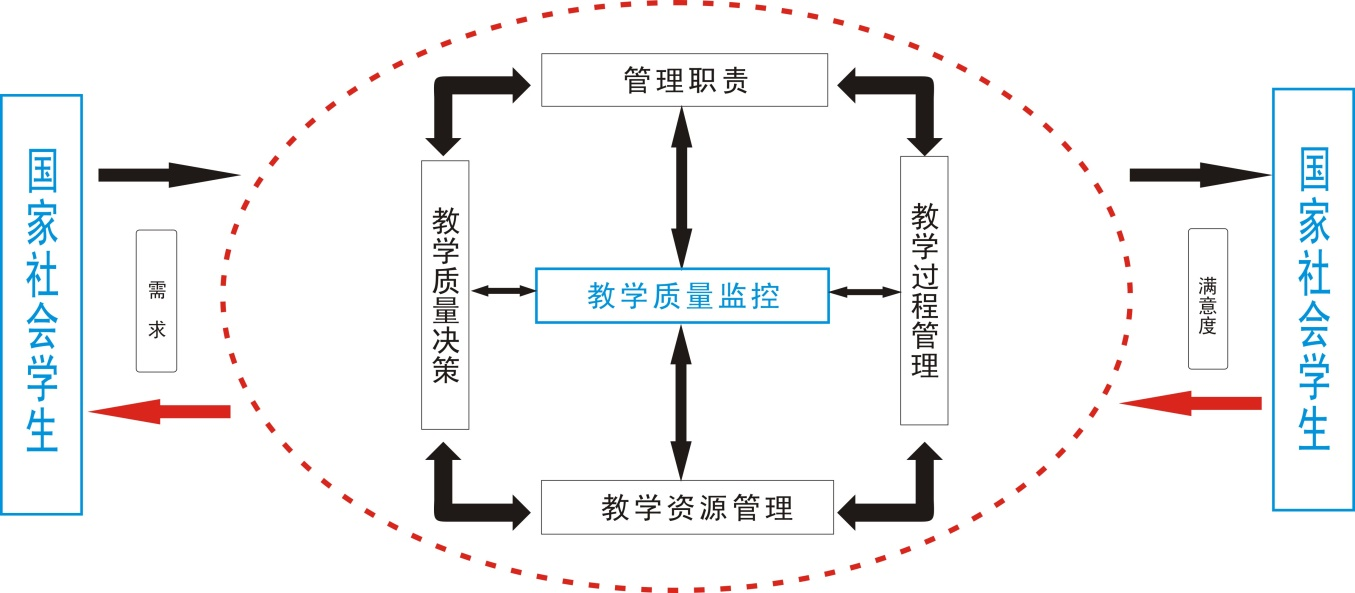 国家社会学生
需求
管理职责
教学质量决策
教学质量监控
教学过程管理
教学资源管理
满意度
国家社会学生